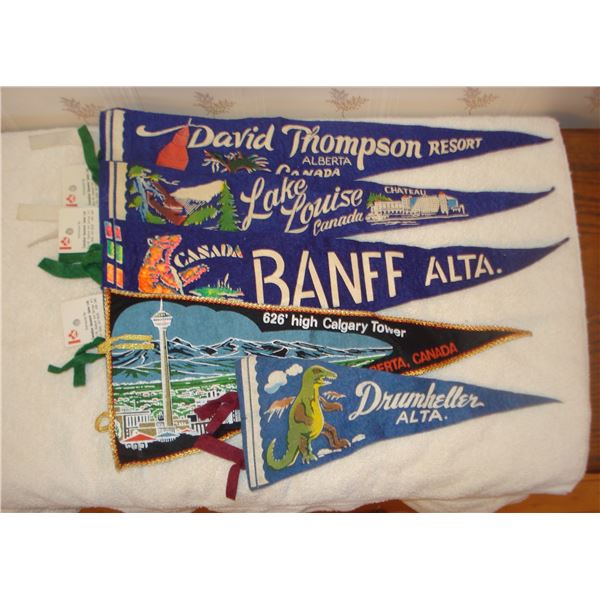 David Thompson RESORT
ALBERTA
CANADA
Lake Louise
Canada
CHATEAU
CANADA
BANFF ALTA.
626' high Calgary Tower
BERTA, CANADA
Drumheller
ALTA.